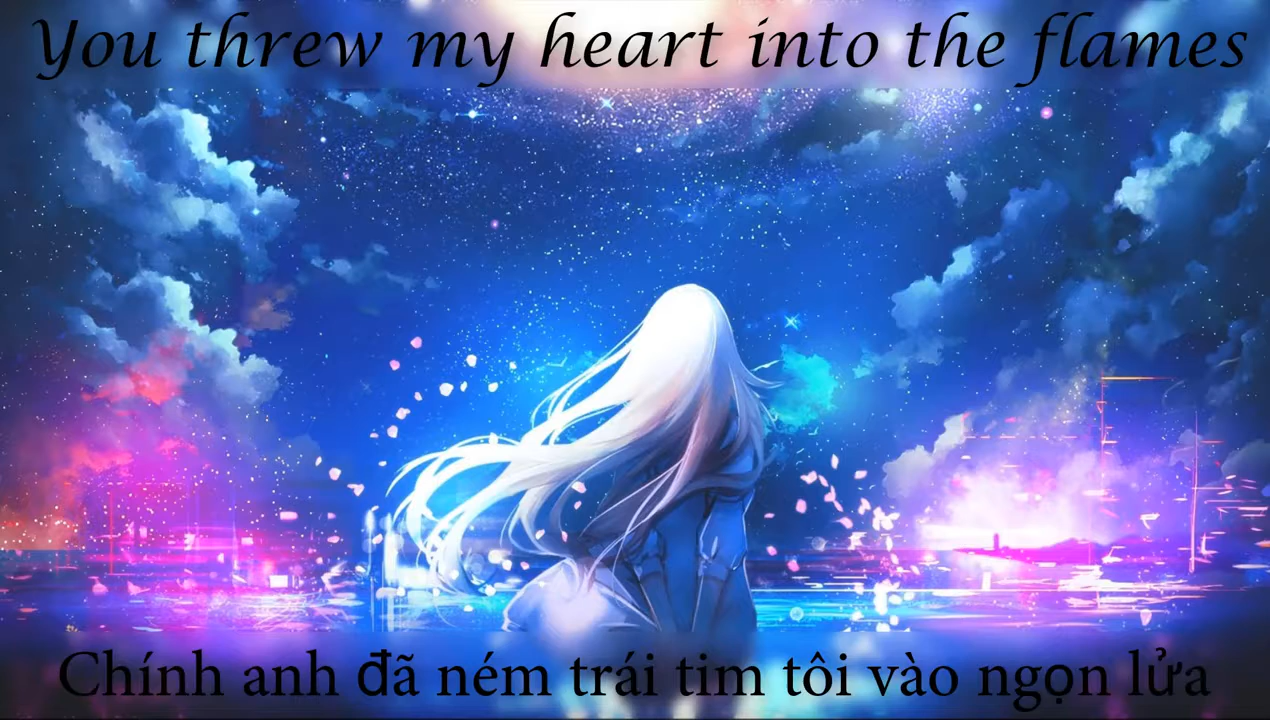 You threw my heart into the flames
Chính anh đã ném trái tim tôi vào ngọn lửa